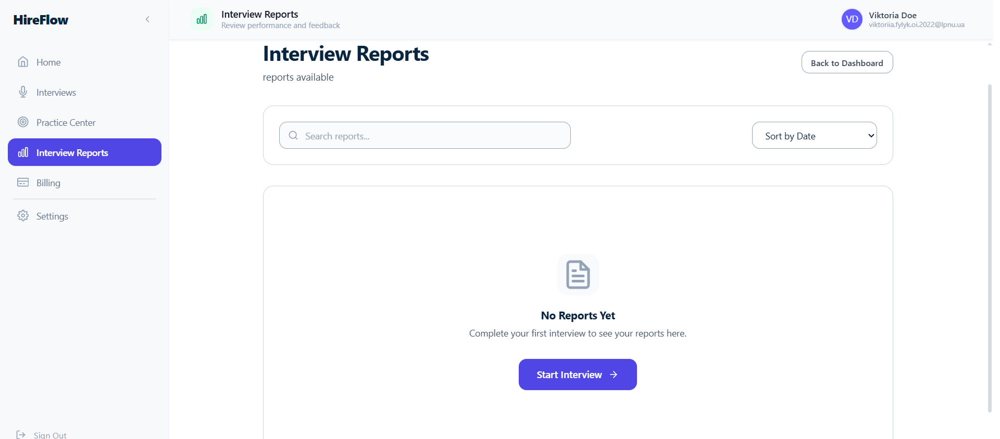 HireFlow
Home
Interviews
Practice Center
Interview Reports
Billing
Settings
Sign Out
Interview Reports
Review performance and feedback
VD
Viktoria Doe
viktoriia.fylyk.oi.2022@lpnu.ua
Interview Reports
reports available
Back to Dashboard
Search reports...
Sort by Date
No Reports Yet
Complete your first interview to see your reports here.
Start Interview